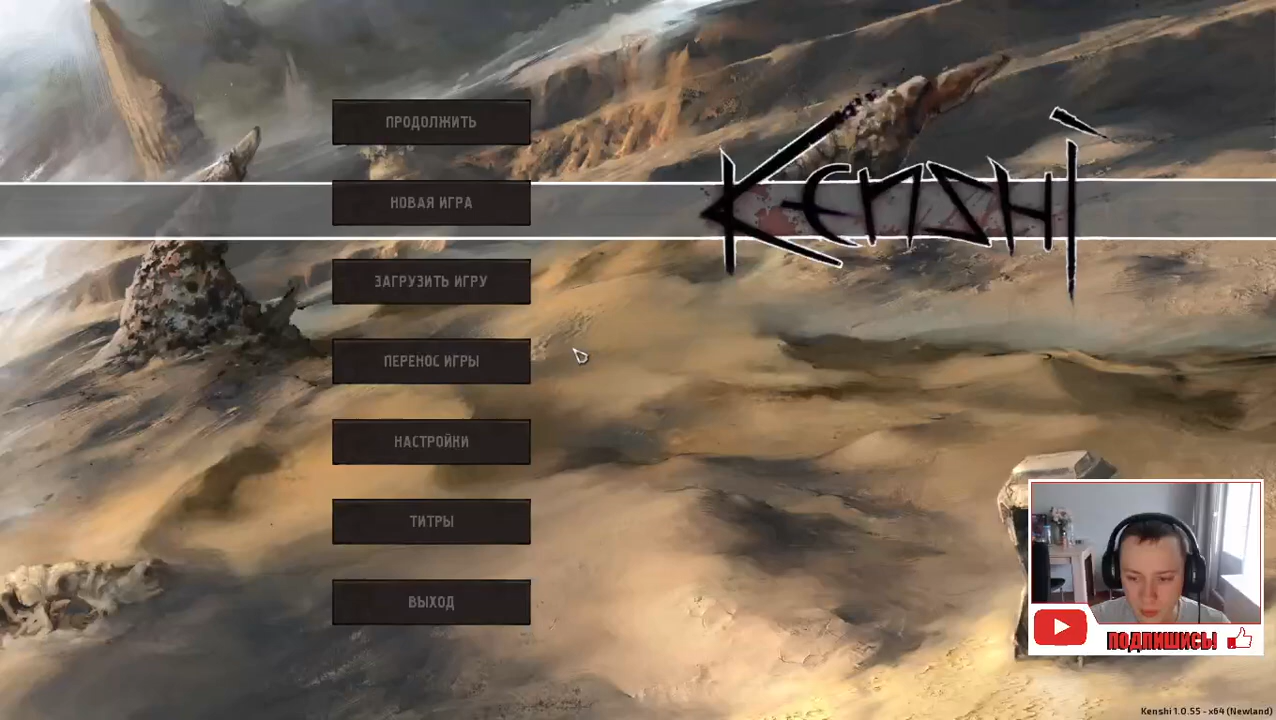 ПРОДОЛЖИТЬ
НОВАЯ ИГРА
KENSHI
ЗАГРУЗИТЬ ИГРУ
ПЕРЕНОС ИГРЫ
НАСТРОЙКИ
ТИТРЫ
ВЫХОД
ПОДПИШИСЬ!
Kenshi 1.0.55 - x64 (Newland)